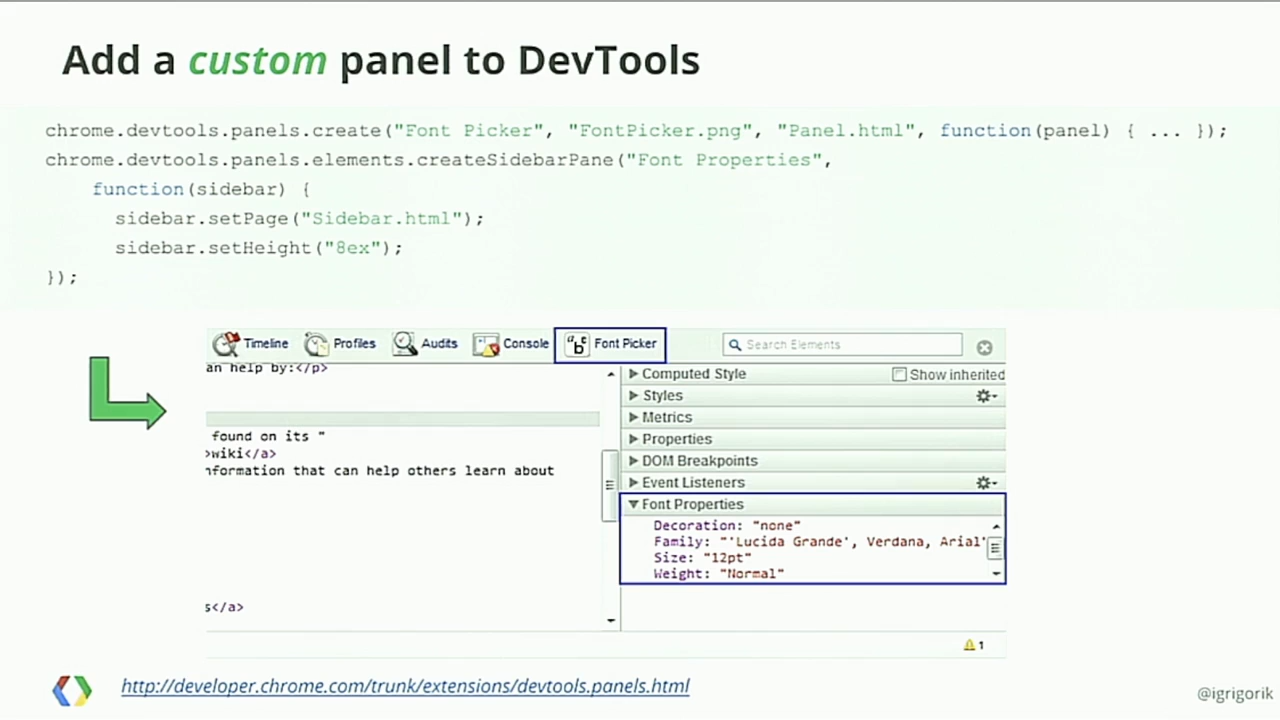 Add a custom panel to DevTools
chrome.devtools.panels.create("Font Picker", "FontPicker.png", "Panel.html", function(panel) { ... });
chrome.devtools.panels.elements.createSidebarPane("Font Properties",
function(sidebar) {
sidebar.setPage("Sidebar.html");
sidebar.setHeight("8ex");
});
Timeline Profiles Audits Console Font Picker Search Elements
an help by:</p>
found on its "
>wiki</a>
nformation that can help others learn about
s</a>
Computed Style Show inherited
Styles
Metrics
Properties
DOM Breakpoints
Event Listeners
Font Properties
Decoration: "none"
Family: "'Lucida Grande', Verdana, Arial'
Size: "12pt"
Weight: "Normal"
1
http://developer.chrome.com/trunk/extensions/devtools.panels.html
@igrigorik